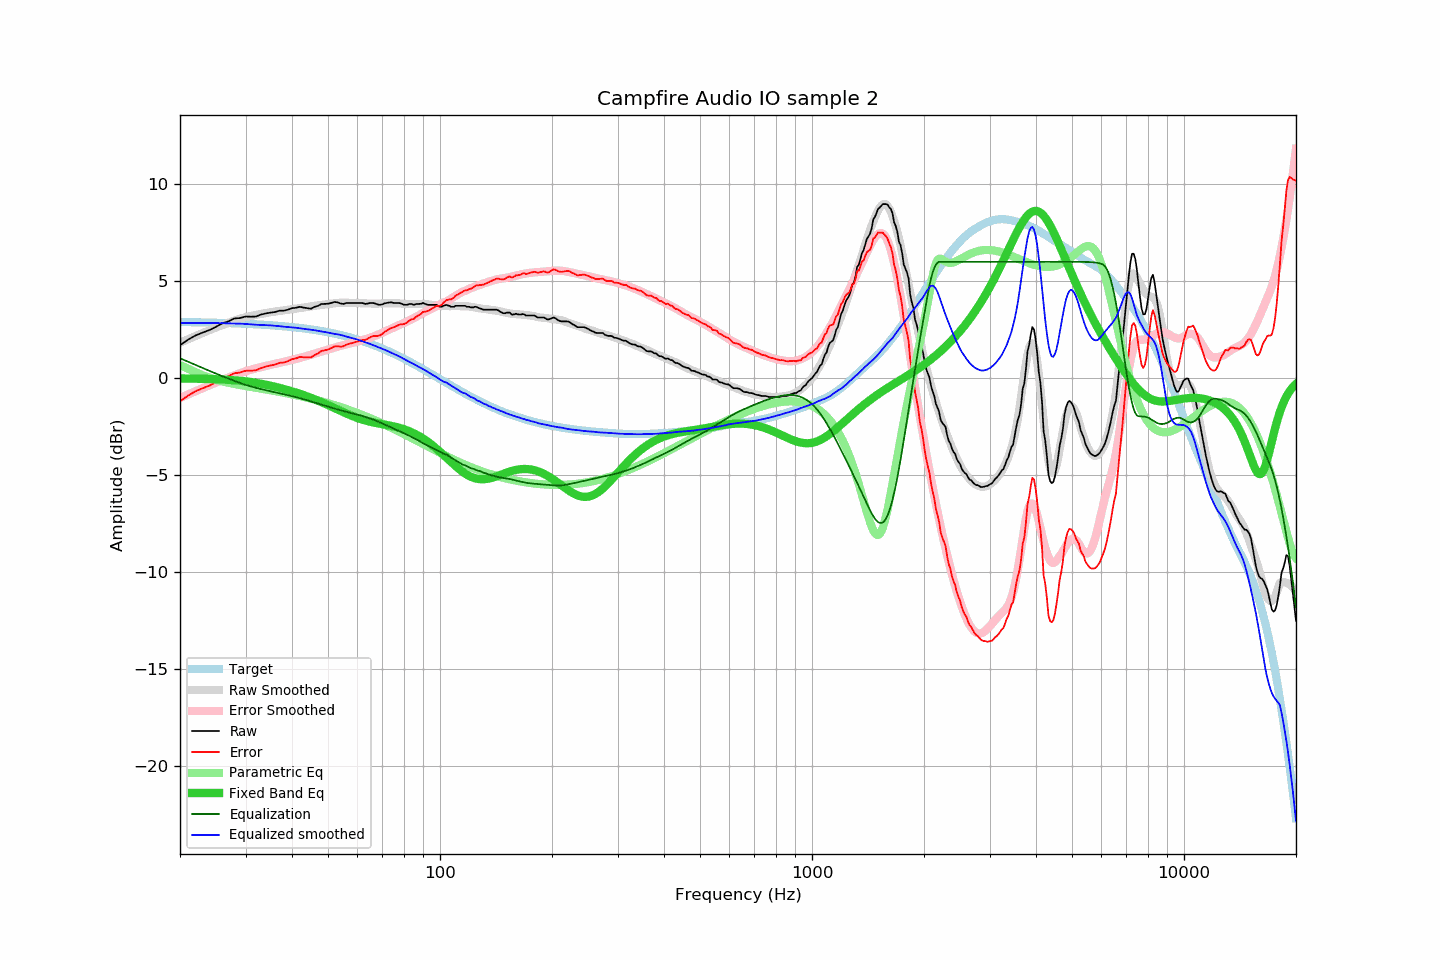 Campfire Audio IO sample 2
Amplitude (dBr)
10
5
0
−5
−10
−15
−20
Target
Raw Smoothed
Error Smoothed
Raw
Error
Parametric Eq
Fixed Band Eq
Equalization
Equalized smoothed
100
1000
10000
Frequency (Hz)